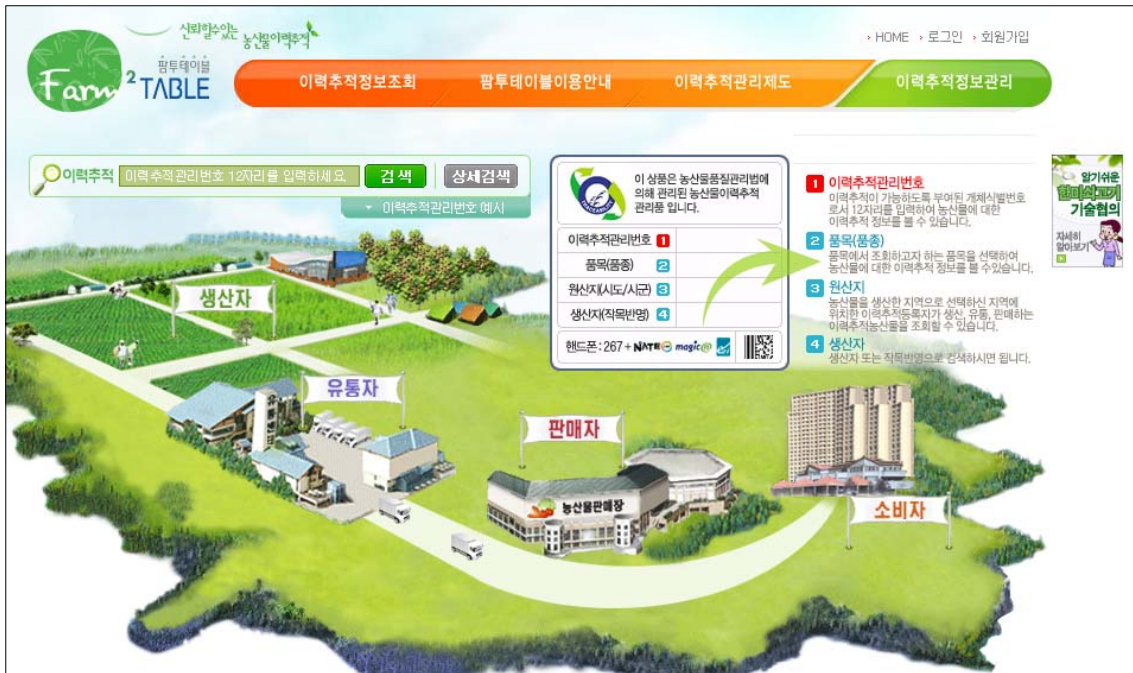 신뢰할수있는 농산물이력추적
Farm2TABLE
팜투테이블
HOME 로그인 회원가입
이력추적정보조회 팜투테이블이용안내 이력추적관리제도 이력추적정보관리
이력추적 이력추적관리번호 12자리를 입력하세요. 검색 상세검색
이력추적관리번호 예시
이 상품은 농산물품질관리법에
의해 관리된 농산물이력추적
관리품 입니다.
TRACEABILITY
이력추적관리번호 1
품목(품종) 2
원산지(시도/시군) 3
생산자(작목반명) 4
핸드폰 : 267 + NATE magicⓝ
1 이력추적관리번호
이력추적이 가능하도록 부여된 개체식별번호
로서 12자리를 입력하여 농산물에 대한
이력추적 정보를 볼 수 있습니다.
2 품목(품종)
품목에서 조회하고자 하는 품목을 선택하여
농산물에 대한 이력추적 정보를 볼 수있습니다.
3 원산지
농산물을 생산한 지역으로 선택하신 지역에
위치한 이력추적등록자가 생산, 유통, 판매하는
이력추적농산물을 조회할 수 있습니다.
4 생산자
생산자 또는 작목반명으로 검색하시면 됩니다.
알기쉬운
한미쇠고기
기술협의
자세히
알아보기
생산자
유통자
판매자
농산물판매장
소비자